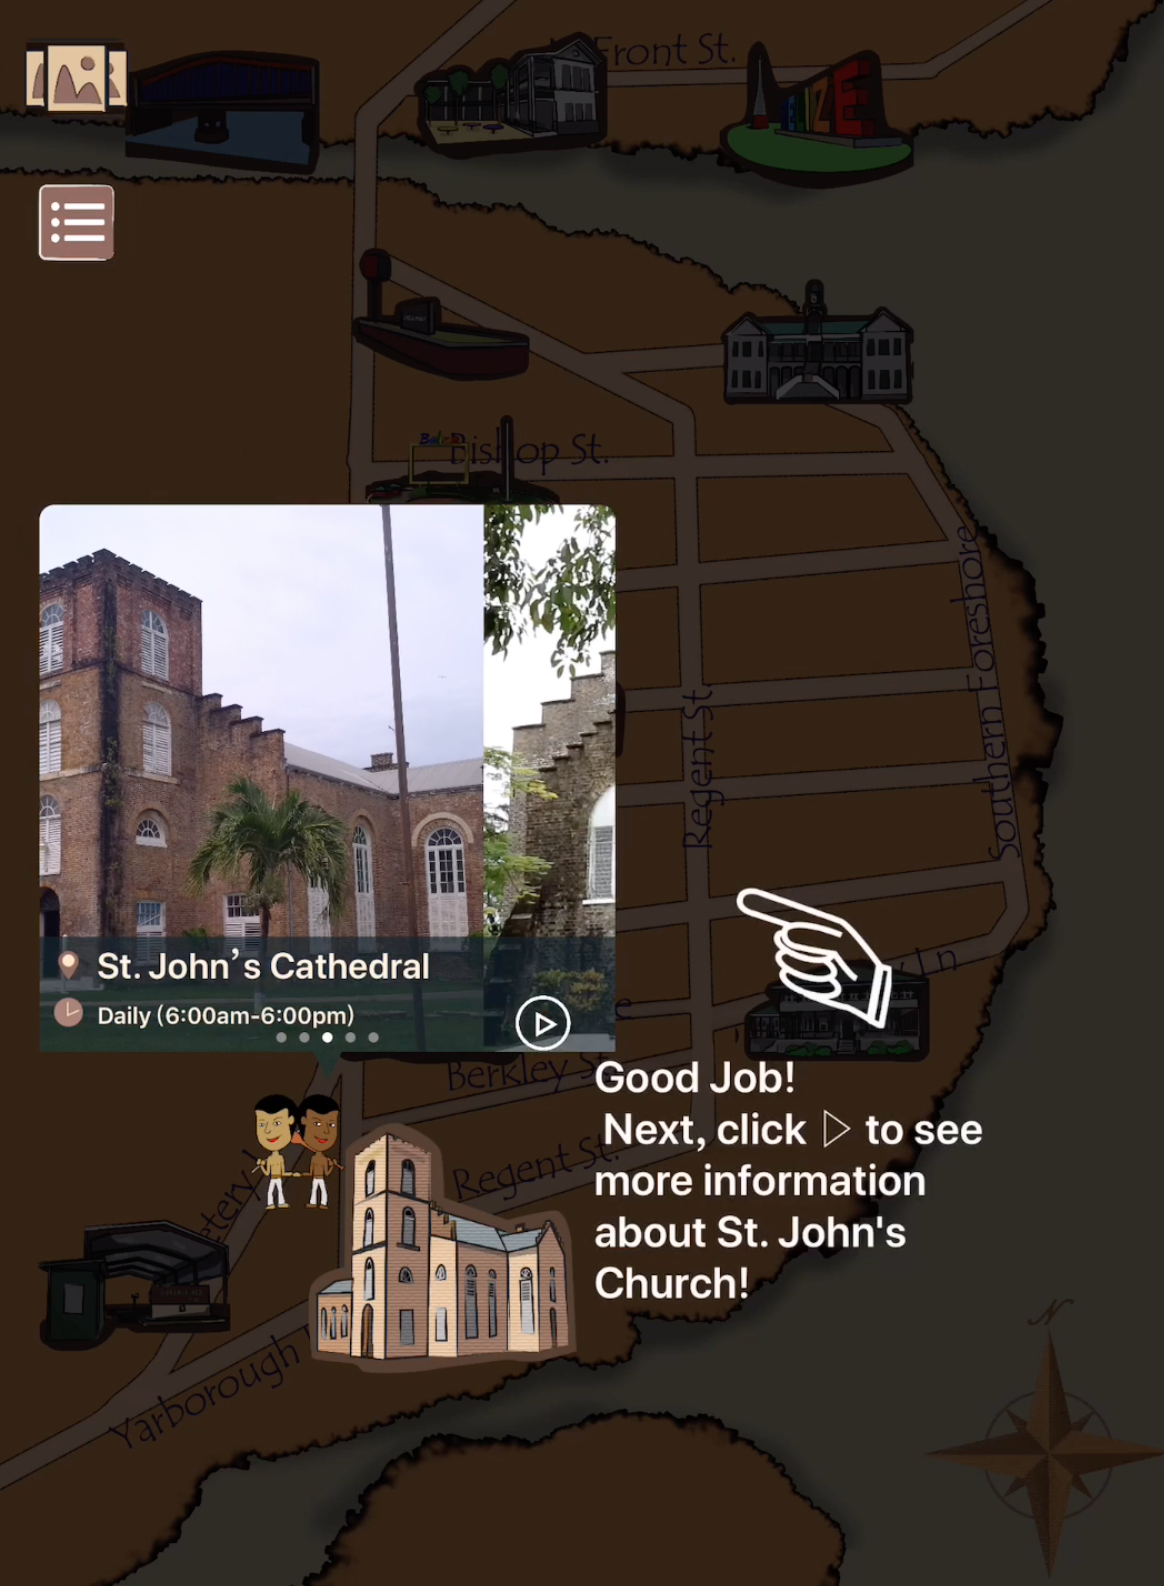 Front St.
Bishop St.
Southern Foreshore
Regent St.
St. John’s Cathedral
Daily (6:00am-6:00pm)
Berkley St.
Good Job!
Next, click ▷ to see
more information
about St. John's
Church!
Regent St.
Yarborough
N